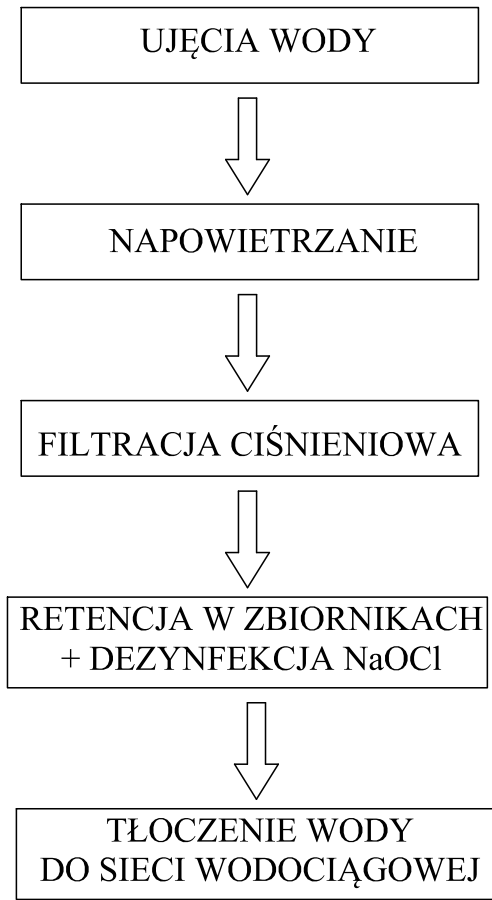 UJĘCIA WODY
NAPOWIETRZANIE
FILTRACJA CIŚNIENIOWA
RETENCJA W ZBIORNIKACH
+ DEZYNFEKCJA NaOCl
TŁOCZENIE WODY
DO SIECI WODOCIĄGOWEJ